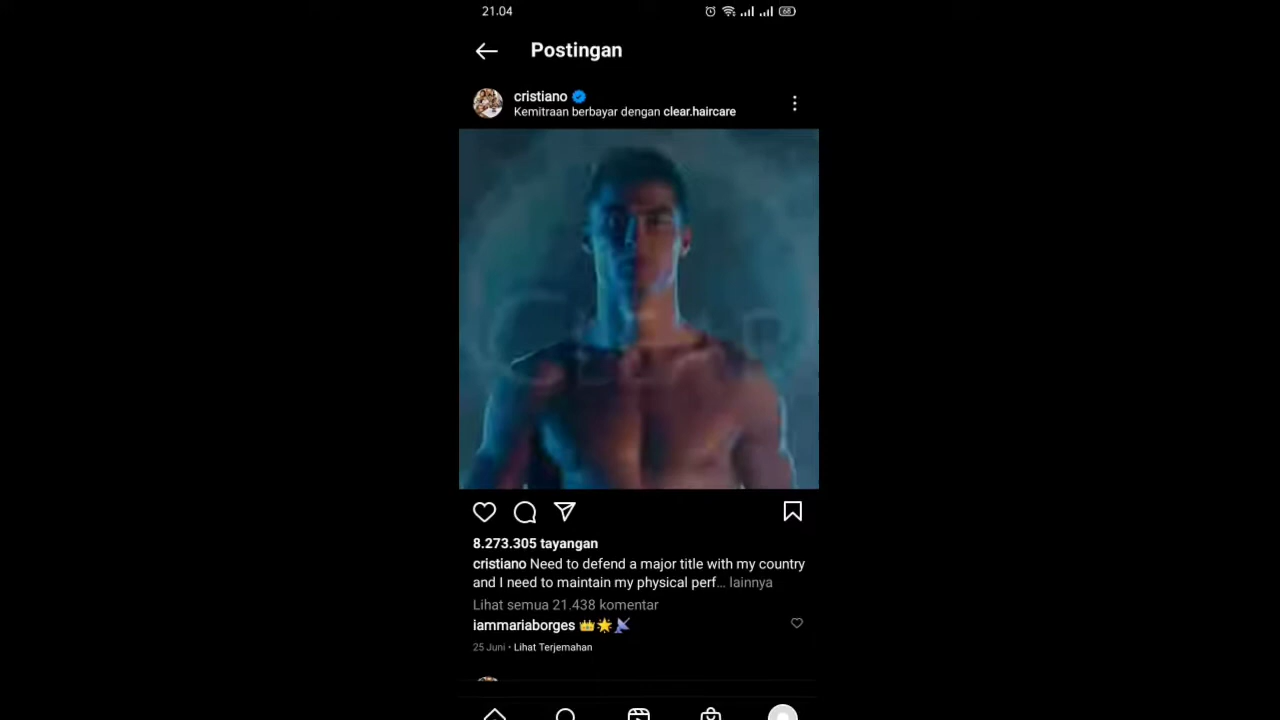 21.04
68
Postingan
cristiano
Kemitraan berbayar dengan clear.haircare
CLEAR
8.273.305 tayangan
cristiano Need to defend a major title with my country
and I need to maintain my physical perf... lainnya
Lihat semua 21.438 komentar
iammariaborges 👑🌟📡
25 Juni • Lihat Terjemahan